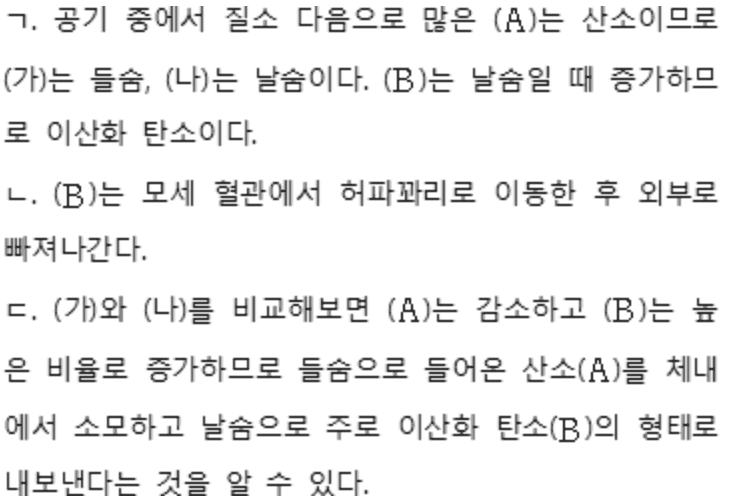 ㄱ. 공기 중에서 질소 다음으로 많은 (A)는 산소이므로
(가)는 들숨, (나)는 날숨이다. (B)는 날숨일 때 증가하므
로 이산화 탄소이다.
ㄴ. (B)는 모세 혈관에서 허파꽈리로 이동한 후 외부로
빠져나간다.
ㄷ. (가)와 (나)를 비교해보면 (A)는 감소하고 (B)는 높
은 비율로 증가하므로 들숨으로 들어온 산소(A)를 체내
에서 소모하고 날숨으로 주로 이산화 탄소(B)의 형태로
내보낸다는 것을 알 수 있다.